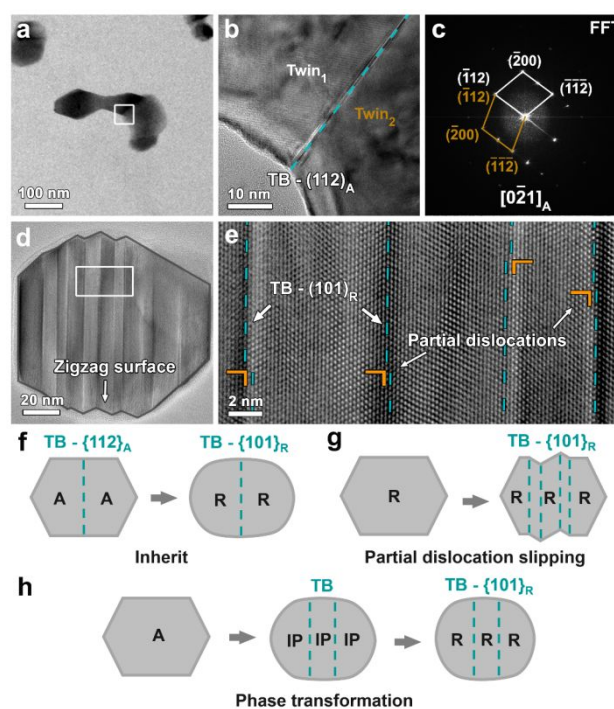 a
100 nm
b
Twin₁
Twin₂
TB - (112)A
10 nm
c
FFT
(2̄00)
(1̄12)
(1̄1̄2̄)
(1̄12)
(2̄00)
(1̄1̄2̄)
[02̄1]A
d
Zigzag surface
20 nm
e
TB - (101)R
Partial dislocations
2 nm
f
TB - {112}A
TB - {101}R
A
A
R
R
Inherit
g
TB - {101}R
R
R
R
R
Partial dislocation slipping
h
TB
TB - {101}R
A
IP
IP
IP
R
R
R
Phase transformation